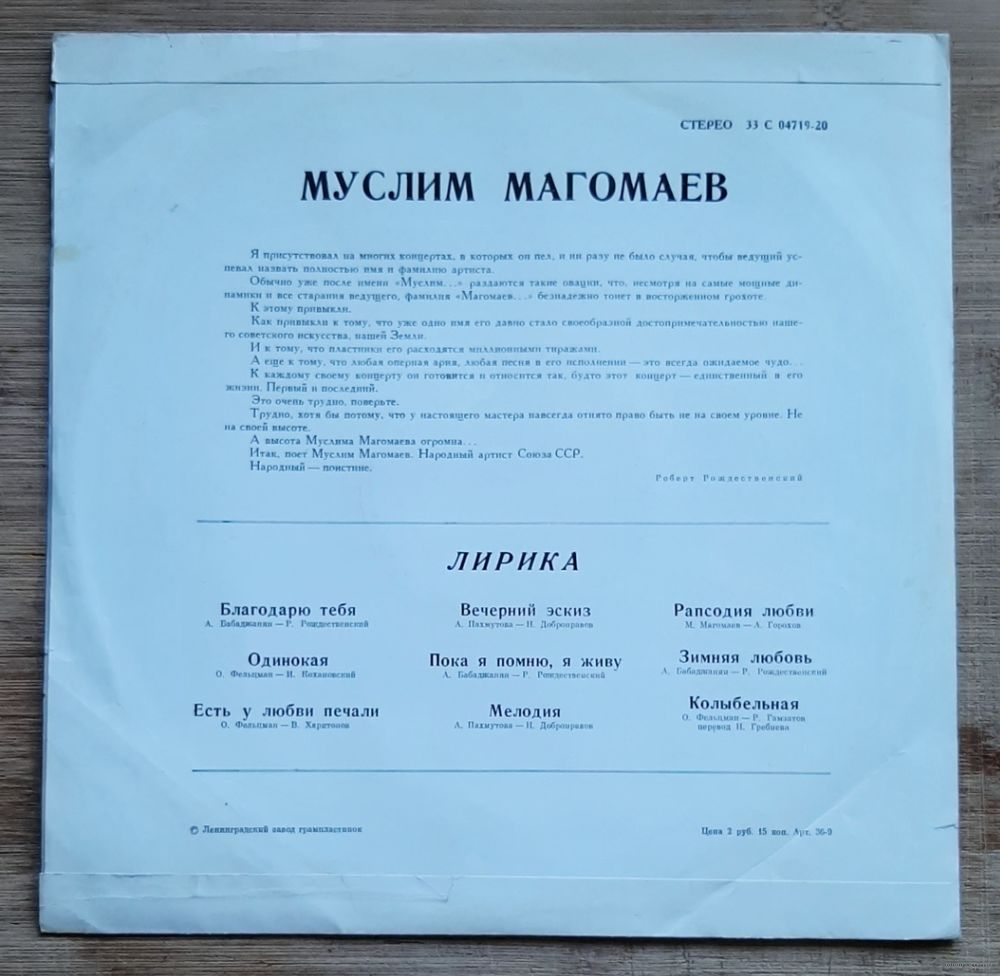 СТЕРЕО 33 С 04719-20
МУСЛИМ МАГОМАЕВ
Я присутствовал на многих концертах, в которых он пел, и ни разу не было случая, чтобы ведущий ус-
певал назвать полностью имя и фамилию артиста.
Обычно уже после имени «Муслим...» раздаются такие овации, что, несмотря на самые мощные ди-
намики и все старания ведущего, фамилия «Магомаев...» безнадежно тонет в восторженном грохоте.
К этому привыкли.
Как привыкли к тому, что уже одно имя его давно стало своеобразной достопримечательностью наше-
го советского искусства, нашей Земли.
И к тому, что пластинки его расходятся миллионными тиражами.
А еще к тому, что любая оперная ария, любая песня в его исполнении — это всегда ожидаемое чудо...
К каждому своему концерту он готовится и относится так, будто этот концерт — единственный в его
жизни. Первый и последний.
Это очень трудно, поверьте.
Трудно, хотя бы потому, что у настоящего мастера навсегда отнято право быть не на своем уровне. Не
на своей высоте.
А высота Муслима Магомаева огромна...
Итак, поет Муслим Магомаев. Народный артист Союза ССР.
Народный — поистине.
Роберт Рождественский
ЛИРИКА
Благодарю тебя
А. Бабаджанян — Р. Рождественский
Одинокая
О. Фельцман — И. Кохановский
Есть у любви печали
О. Фельцман — В. Харитонов
Вечерний эскиз
А. Пахмутова — Н. Добронравов
Пока я помню, я живу
А. Бабаджанян — Р. Рождественский
Мелодия
А. Пахмутова — Н. Добронравов
Рапсодия любви
М. Магомаев — А. Горохов
Зимняя любовь
А. Бабаджанян — Р. Рождественский
Колыбельная
О. Фельцман — Р. Гамзатов
перевод Н. Гребнева
© Ленинградский завод грампластинок
Цена 2 руб. 15 коп. Арт. 36-9